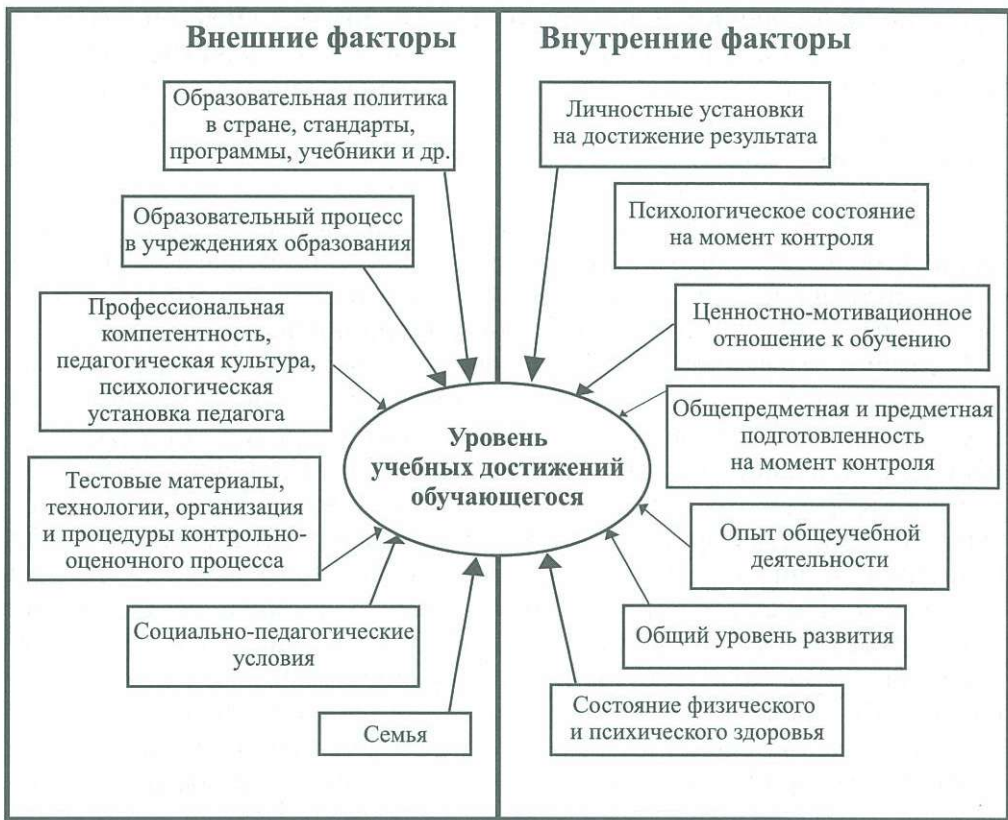 Внешние факторы
Образовательная политика
в стране, стандарты,
программы, учебники и др.
Образовательный процесс
в учреждениях образования
Профессиональная
компетентность,
педагогическая культура,
психологическая
установка педагога
Тестовые материалы,
технологии, организация
и процедуры контрольно-
оценочного процесса
Социально-педагогические
условия
Семья
Уровень
учебных достижений
обучающегося
Внутренние факторы
Личностные установки
на достижение результата
Психологическое состояние
на момент контроля
Ценностно-мотивационное
отношение к обучению
Общепредметная и предметная
подготовленность
на момент контроля
Опыт общеучебной
деятельности
Общий уровень развития
Состояние физического
и психического здоровья